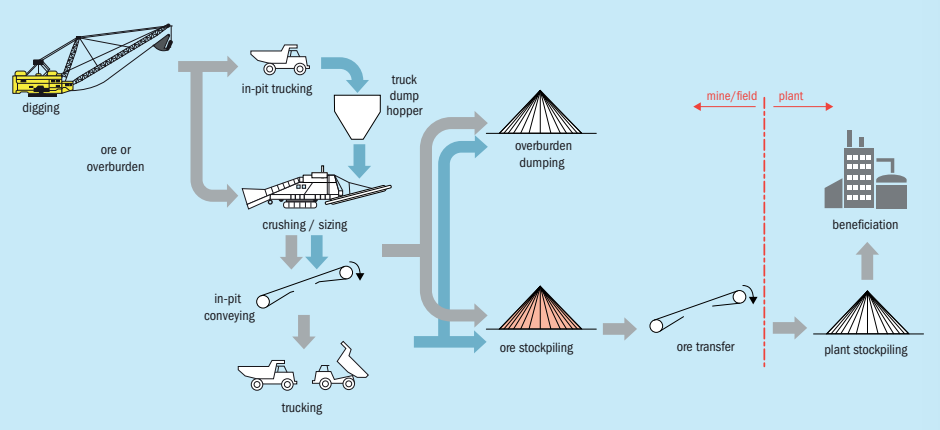 digging
in-pit trucking
truck
dump
hopper
ore or
overburden
crushing / sizing
in-pit
conveying
trucking
overburden
dumping
ore stockpiling
ore transfer
mine/field
plant
beneficiation
plant stockpiling